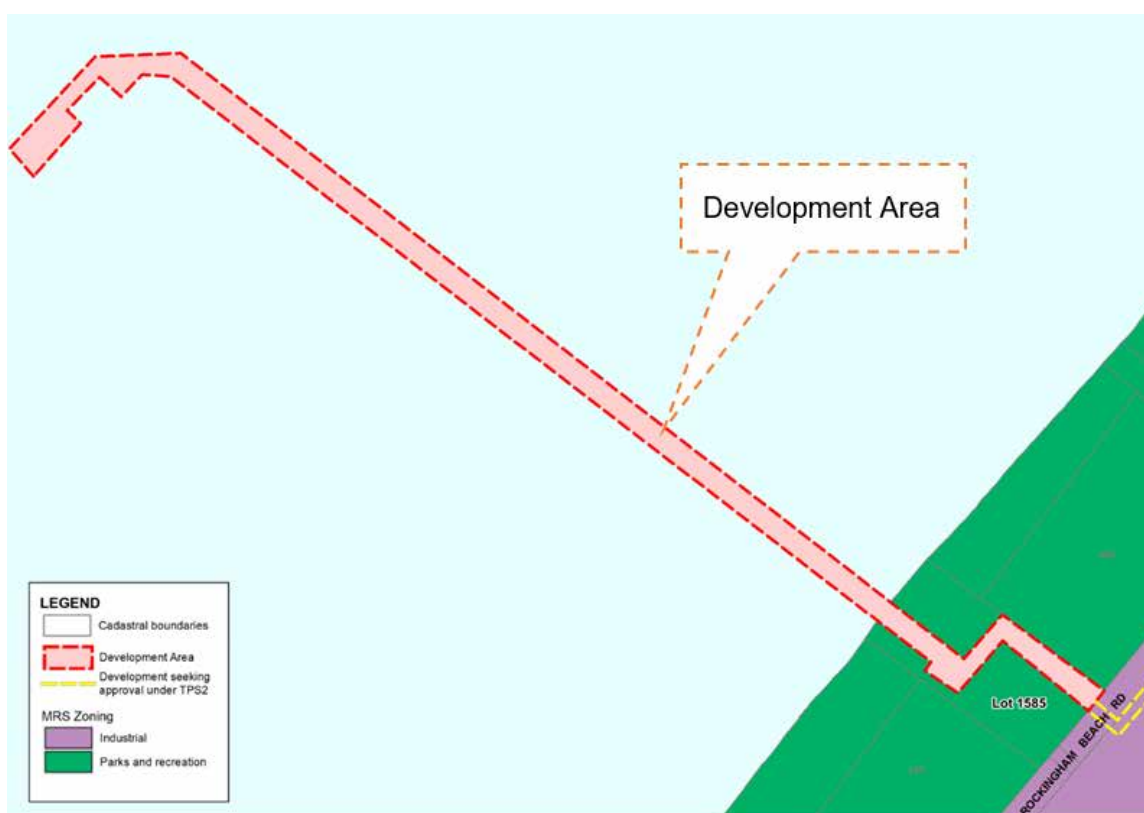 Development Area
LEGEND
Cadastral boundaries
Development Area
Development seeking
approval under TPS2
MRS Zoning
Industrial
Parks and recreation
Lot 1585
ROCKINGHAM BEACH RD